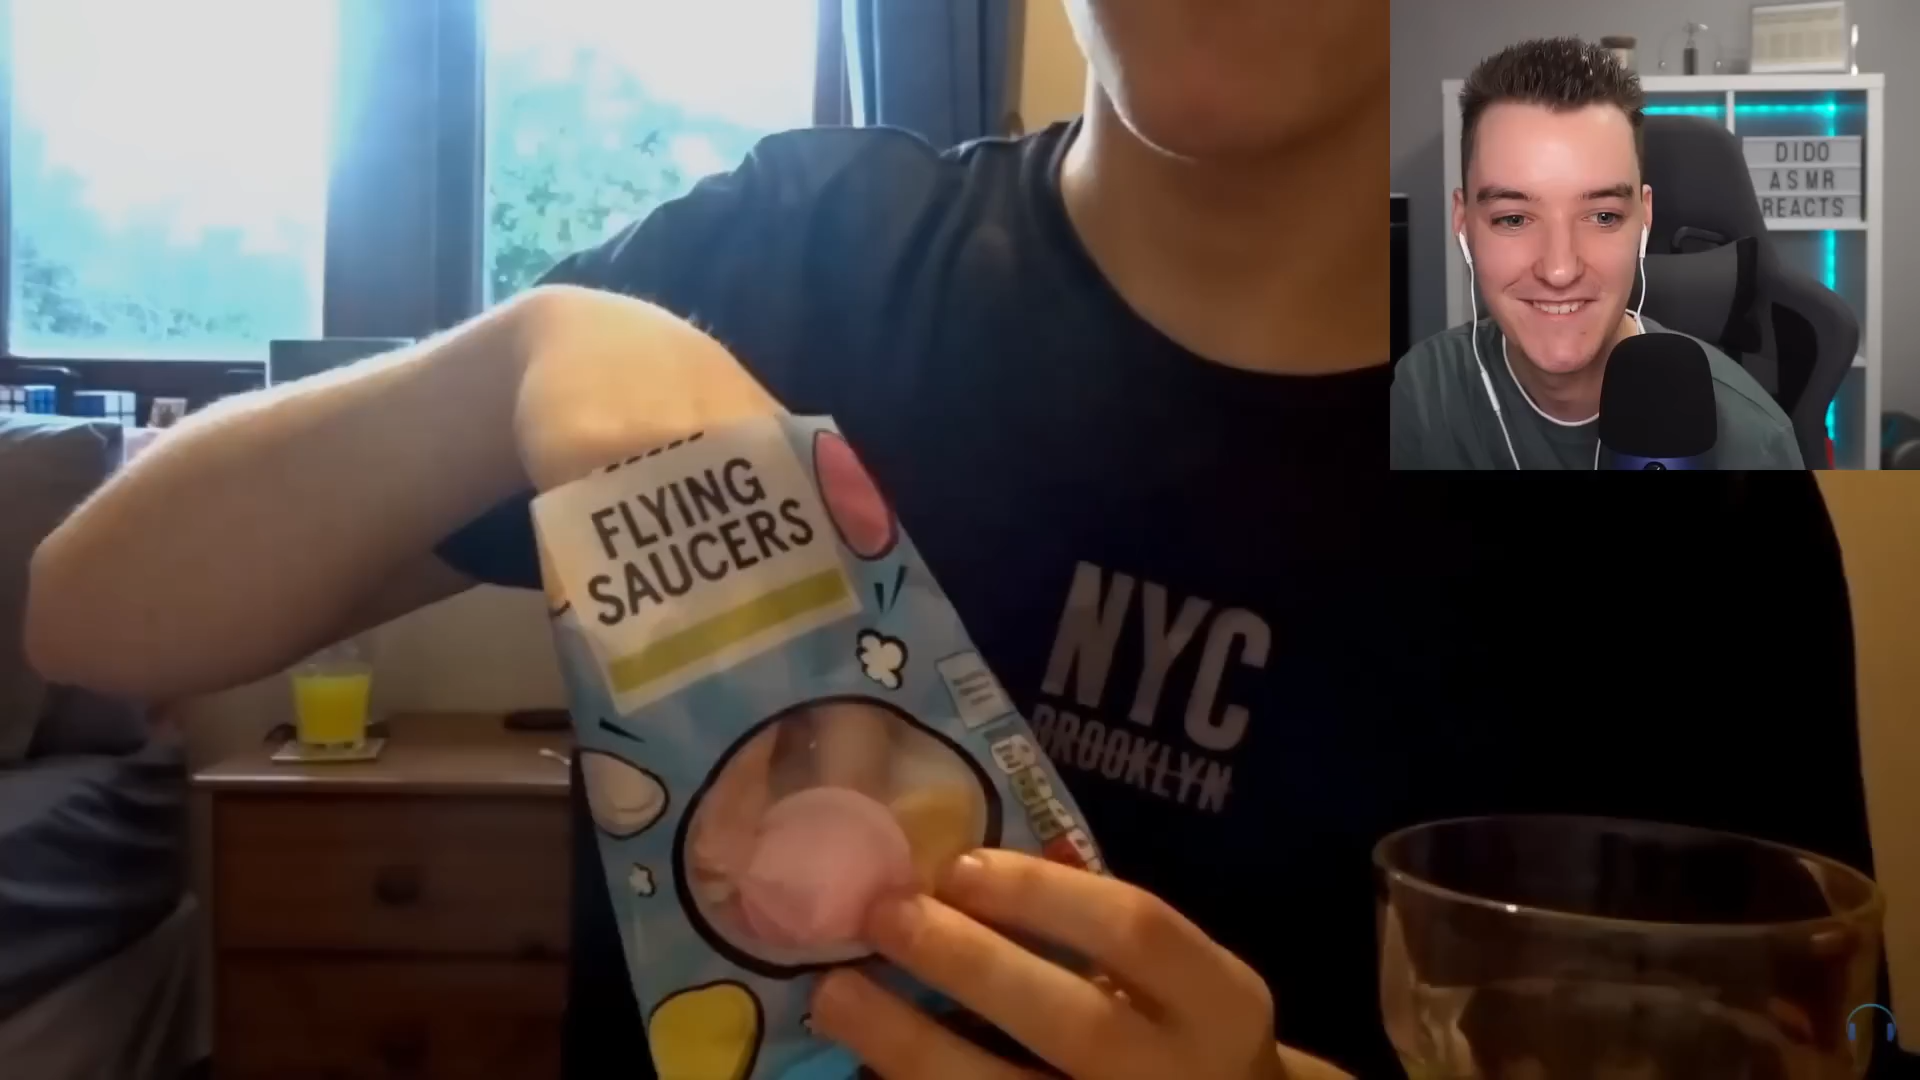 DIDO
ASMR
REACTS
FLYING
SAUCERS
NYC
BROOKLYN